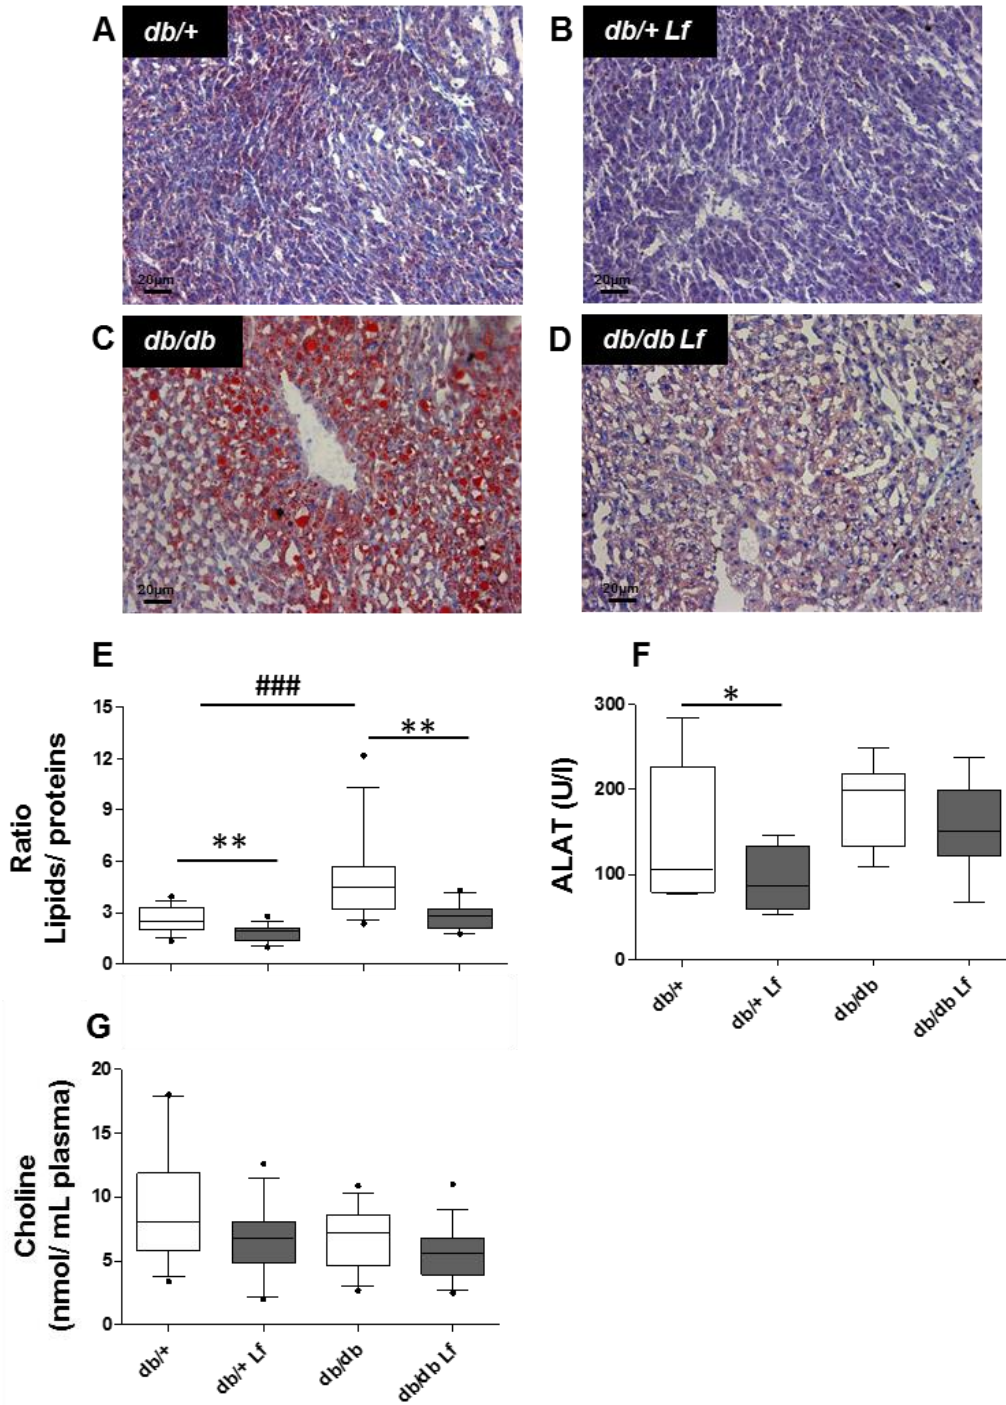 A
db/+
B
db/+ Lf
20µm
20µm
C
db/db
D
db/db Lf
20µm
20µm
E
###
**
**
15
12
9
6
3
0
Ratio
Lipids/ proteins
F
*
300
200
100
0
ALAT (U/l)
db/+
db/+ Lf
db/db
db/db Lf
G
20
15
10
5
0
Choline
(nmol/ mL plasma)
db/+
db/+ Lf
db/db
db/db Lf